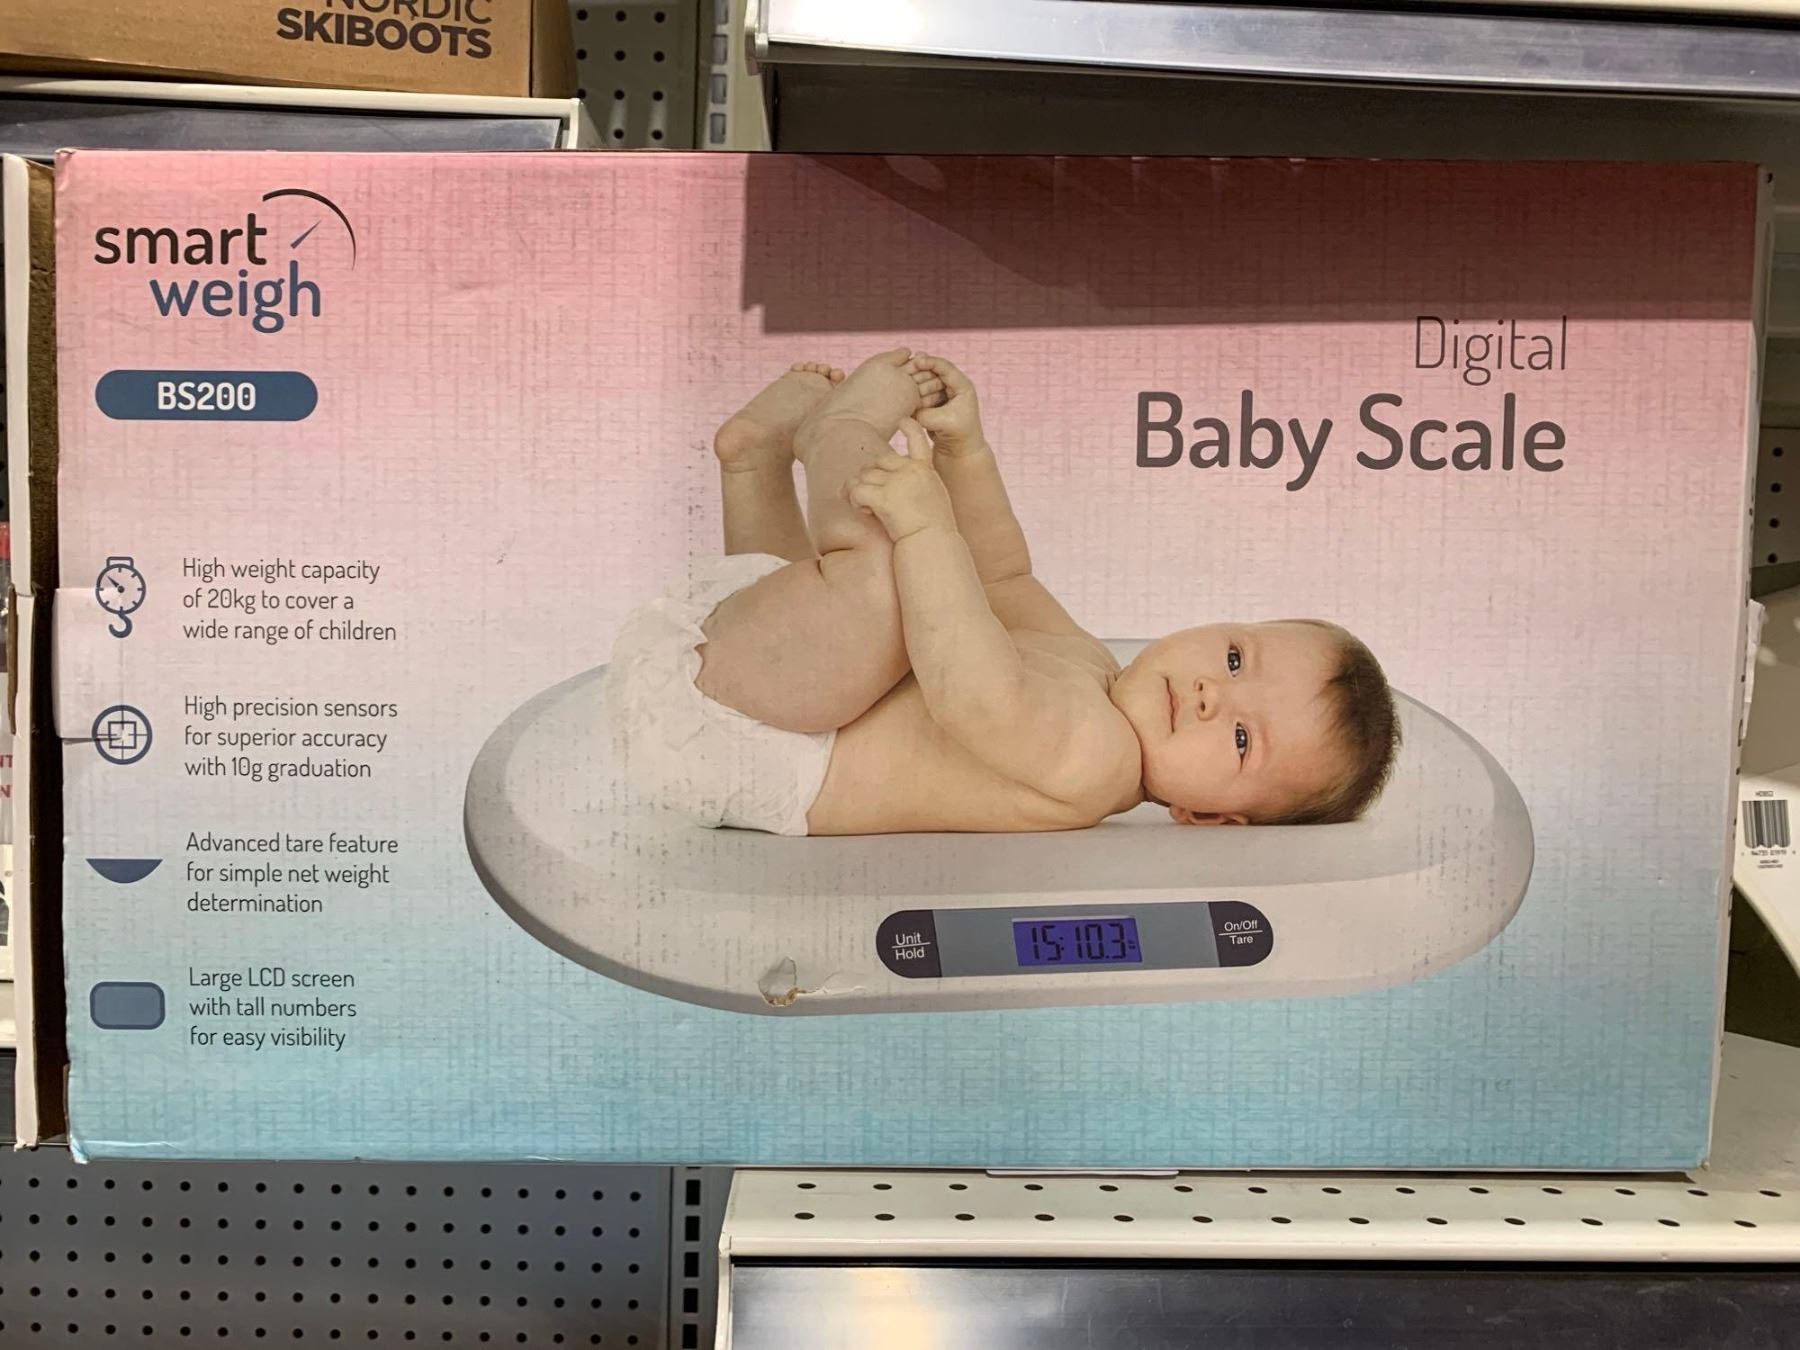 NORDIC
SKIBOOTS
smart
weigh
BS200
Digital
Baby Scale
High weight capacity
of 20kg to cover a
wide range of children
High precision sensors
for superior accuracy
with 10g graduation
Advanced tare feature
for simple net weight
determination
Large LCD screen
with tall numbers
for easy visibility
Unit
Hold
15:10.3
On/Off
Tare